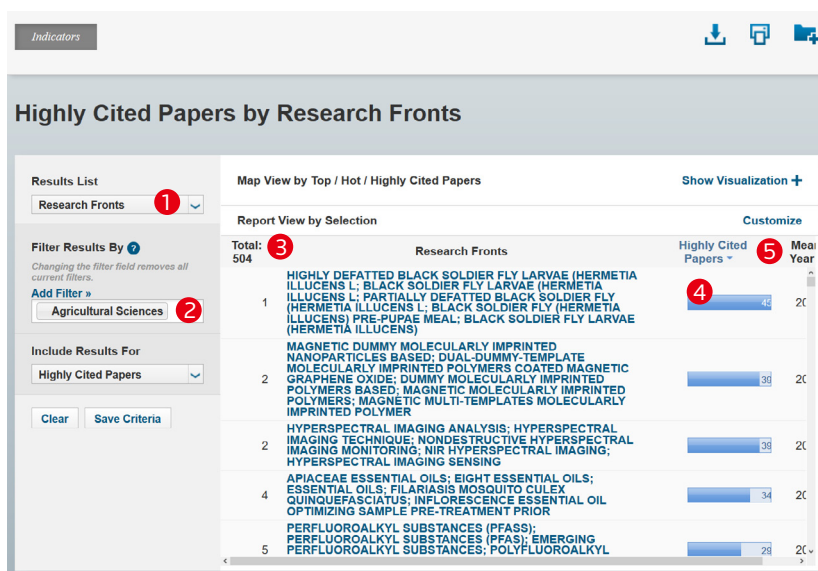 Indicators
Highly Cited Papers by Research Fronts
Results List
Research Fronts
1
Filter Results By ?
Changing the filter field removes all
current filters.
Add Filter »
Agricultural Sciences
2
Include Results For
Highly Cited Papers
Clear Save Criteria
Map View by Top / Hot / Highly Cited Papers Show Visualization +
Report View by Selection Customize
Total:
504
3
Research Fronts
Highly Cited
Papers
5
Year
4
1
HIGHLY DEFATTED BLACK SOLDIER FLY LARVAE (HERMETIA
ILLUCENS L; BLACK SOLDIER FLY LARVAE (HERMETIA
ILLUCENS L; PARTIALLY DEFATTED BLACK SOLDIER FLY
(HERMETIA ILLUCENS L; BLACK SOLDIER FLY (HERMETIA
ILLUCENS) PRE-PUPAE MEAL; BLACK SOLDIER FLY LARVAE
(HERMETIA ILLUCENS)
2
MAGNETIC DUMMY MOLECULARLY IMPRINTED
NANOPARTICLES BASED; DUAL-DUMMY-TEMPLATE
MOLECULARLY IMPRINTED POLYMERS COATED MAGNETIC
GRAPHENE OXIDE; DUMMY MOLECULARLY IMPRINTED
POLYMERS BASED; MAGNETIC MOLECULARLY IMPRINTED
POLYMERS; MAGNETIC MULTI-TEMPLATES MOLECULARLY
IMPRINTED POLYMER
39
2
HYPERSPECTRAL IMAGING ANALYSIS; HYPERSPECTRAL
IMAGING TECHNIQUE; NONDESTRUCTIVE HYPERSPECTRAL
IMAGING MONITORING; NIR HYPERSPECTRAL IMAGING;
HYPERSPECTRAL IMAGING SENSING
39
4
APIACEAE ESSENTIAL OILS; EIGHT ESSENTIAL OILS;
ESSENTIAL OILS; FILARIASIS MOSQUITO CULEX
QUINQUEFASCIATUS; INFLORESCENCE ESSENTIAL OIL
OPTIMIZING SAMPLE PRE-TREATMENT PRIOR
34
5
PERFLUOROALKYL SUBSTANCES (PFASS);
PERFLUOROALKYL SUBSTANCES (PFAS); EMERGING
PERFLUOROALKYL SUBSTANCES; POLYFLUOROALKYL
29